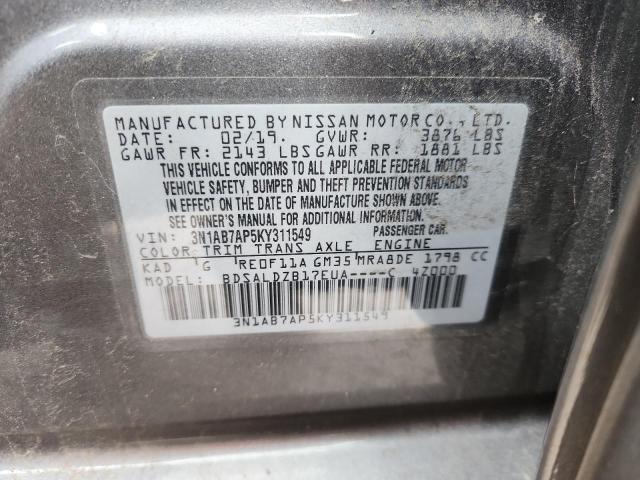 MANUFACTURED BY NISSAN MOTOR CO., LTD.
DATE: 02/19. GVWR: 3876 LBS
GAWR FR: 2143 LBS GAWR RR: 1881 LBS
THIS VEHICLE CONFORMS TO ALL APPLICABLE FEDERAL MOTOR
VEHICLE SAFETY, BUMPER AND THEFT PREVENTION STANDARDS
IN EFFECT ON THE DATE OF MANUFACTURE SHOWN ABOVE.
SEE OWNER'S MANUAL FOR ADDITIONAL INFORMATION.
VIN: 3N1AB7AP5KY311549 PASSENGER CAR.
COLOR TRIM TRANS AXLE ENGINE
KAD G RE0F11A GM35 MRA8DE 1798 CC
MODEL: BDSALDZB17EUA----C 4Z000
3N1AB7AP5KY311549